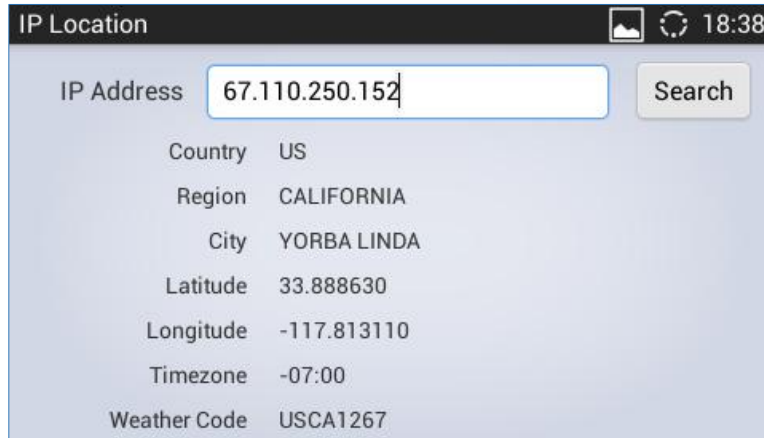 IP Location 18:38
IP Address 67.110.250.152 Search
Country US
Region CALIFORNIA
City YORBA LINDA
Latitude 33.888630
Longitude -117.813110
Timezone -07:00
Weather Code USCA1267